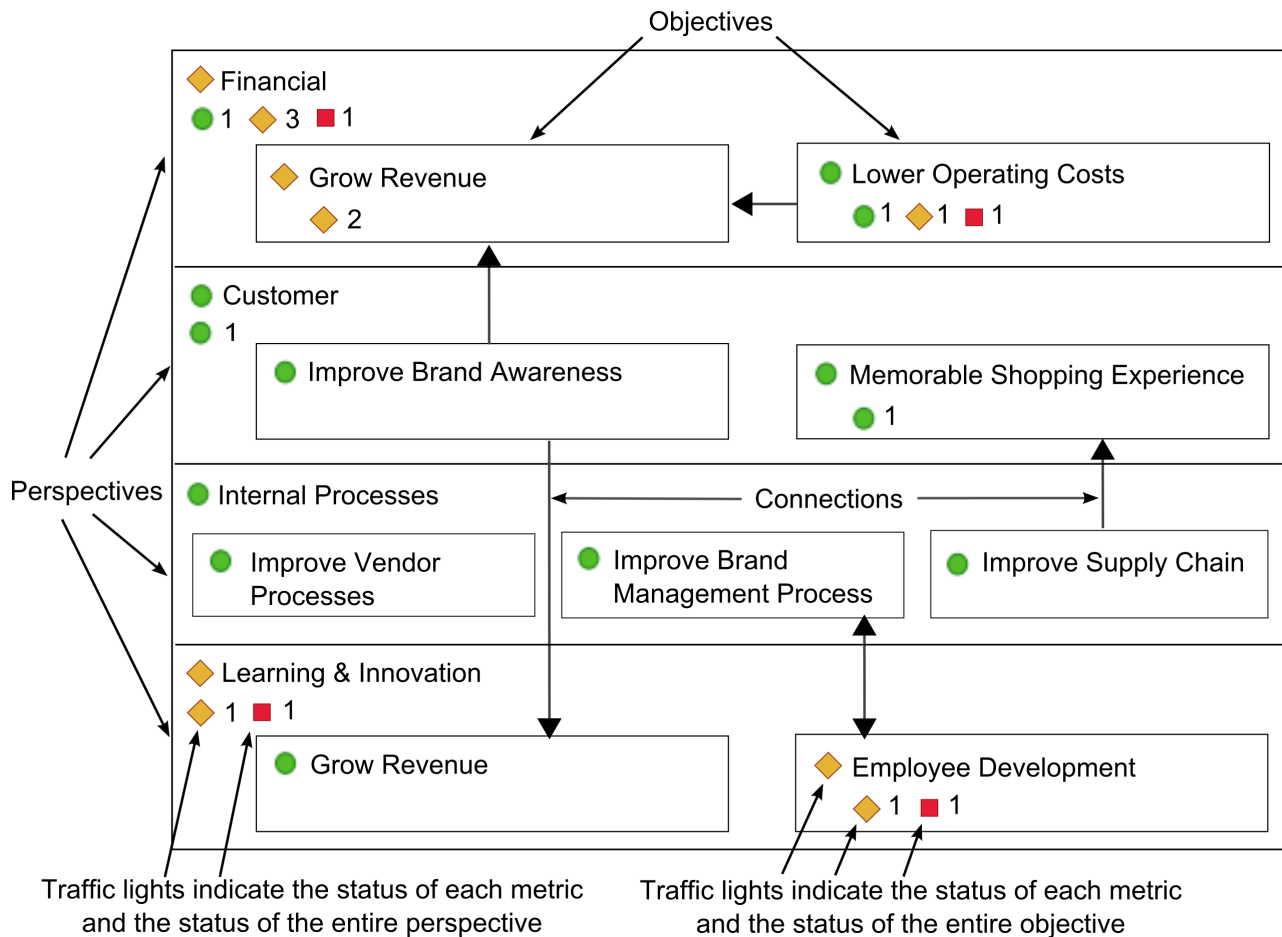 Objectives
Financial
1 3 1
Grow Revenue
2
Lower Operating Costs
1 1 1
Customer
1
Improve Brand Awareness
Memorable Shopping Experience
1
Perspectives
Internal Processes
Connections
Improve Vendor
Processes
Improve Brand
Management Process
Improve Supply Chain
Learning & Innovation
1 1
Grow Revenue
Employee Development
1 1
Traffic lights indicate the status of each metric
and the status of the entire perspective
Traffic lights indicate the status of each metric
and the status of the entire objective